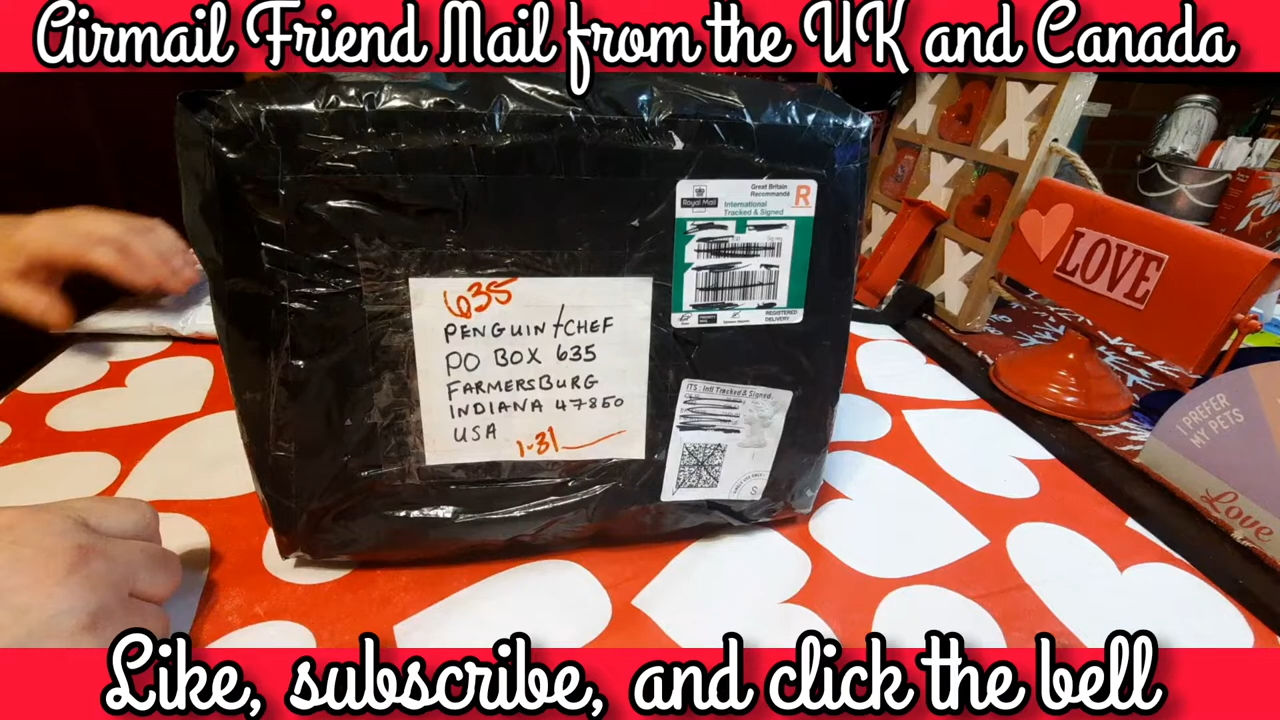 Airmail Friend Mail from the UK and Canada
Royal Mail
Great Britain
Recommandé
R
International
Tracked & Signed
REGISTERED
DELIVERY
635
PENGUIN + CHEF
PO BOX 635
FARMERSBURG
INDIANA 47850
USA
1-31
ITS : Intl Tracked & Signed
S
X
X
X
X
LOVE
I PREFER
MY PETS
Love
Like, subscribe, and click the bell